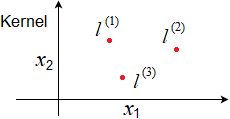 Kernel
l⁽¹⁾
l⁽²⁾
x₂
l⁽³⁾
x₁